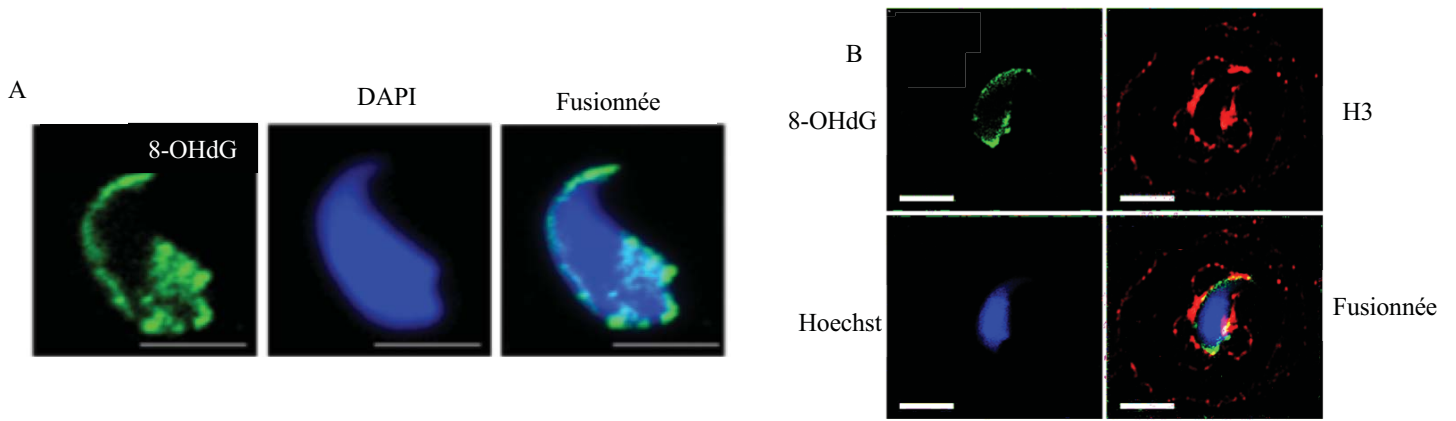 A
8-OHdG
DAPI
Fusionnée
B
8-OHdG
H3
Hoechst
Fusionnée